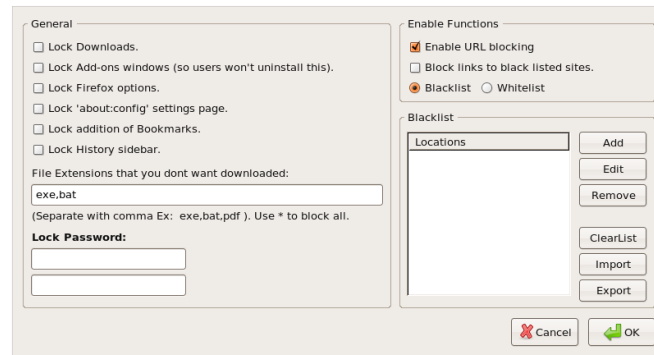 General
Lock Downloads.
Lock Add-ons windows (so users won't uninstall this).
Lock Firefox options.
Lock 'about:config' settings page.
Lock addition of Bookmarks.
Lock History sidebar.
File Extensions that you dont want downloaded:
exe,bat
(Separate with comma Ex: exe,bat,pdf ). Use * to block all.
Lock Password:
Enable Functions
Enable URL blocking
Block links to black listed sites.
Blacklist Whitelist
Blacklist
Locations
Add
Edit
Remove
ClearList
Import
Export
Cancel
OK